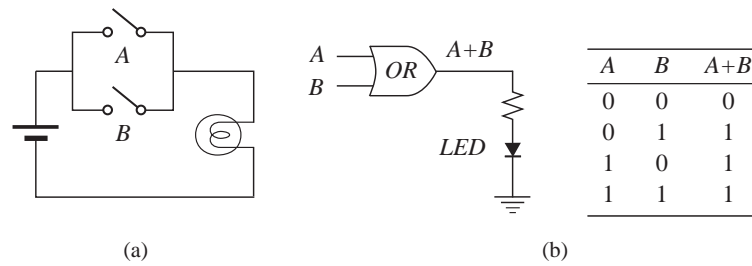 A
B
(a)
A
B
OR
A+B
LED
(b)
A B A+B
0 0 0
0 1 1
1 0 1
1 1 1